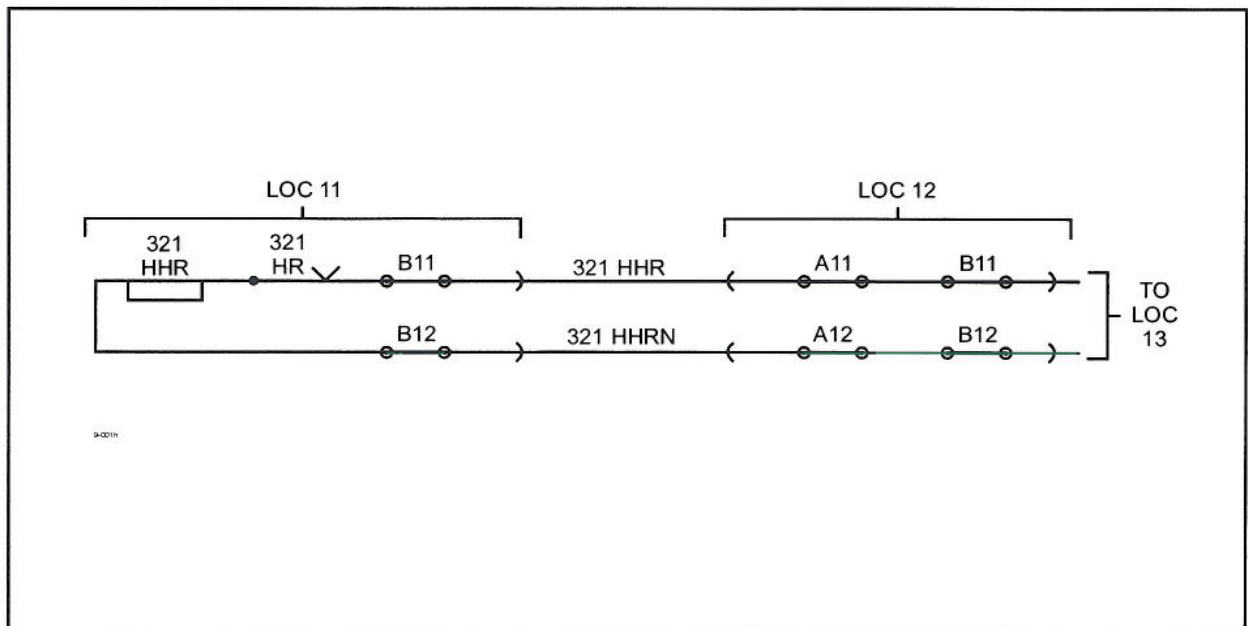 LOC 11
LOC 12
321
HHR
321
HR
B11
321 HHR
A11
B11
TO
LOC
13
B12
321 HHRN
A12
B12